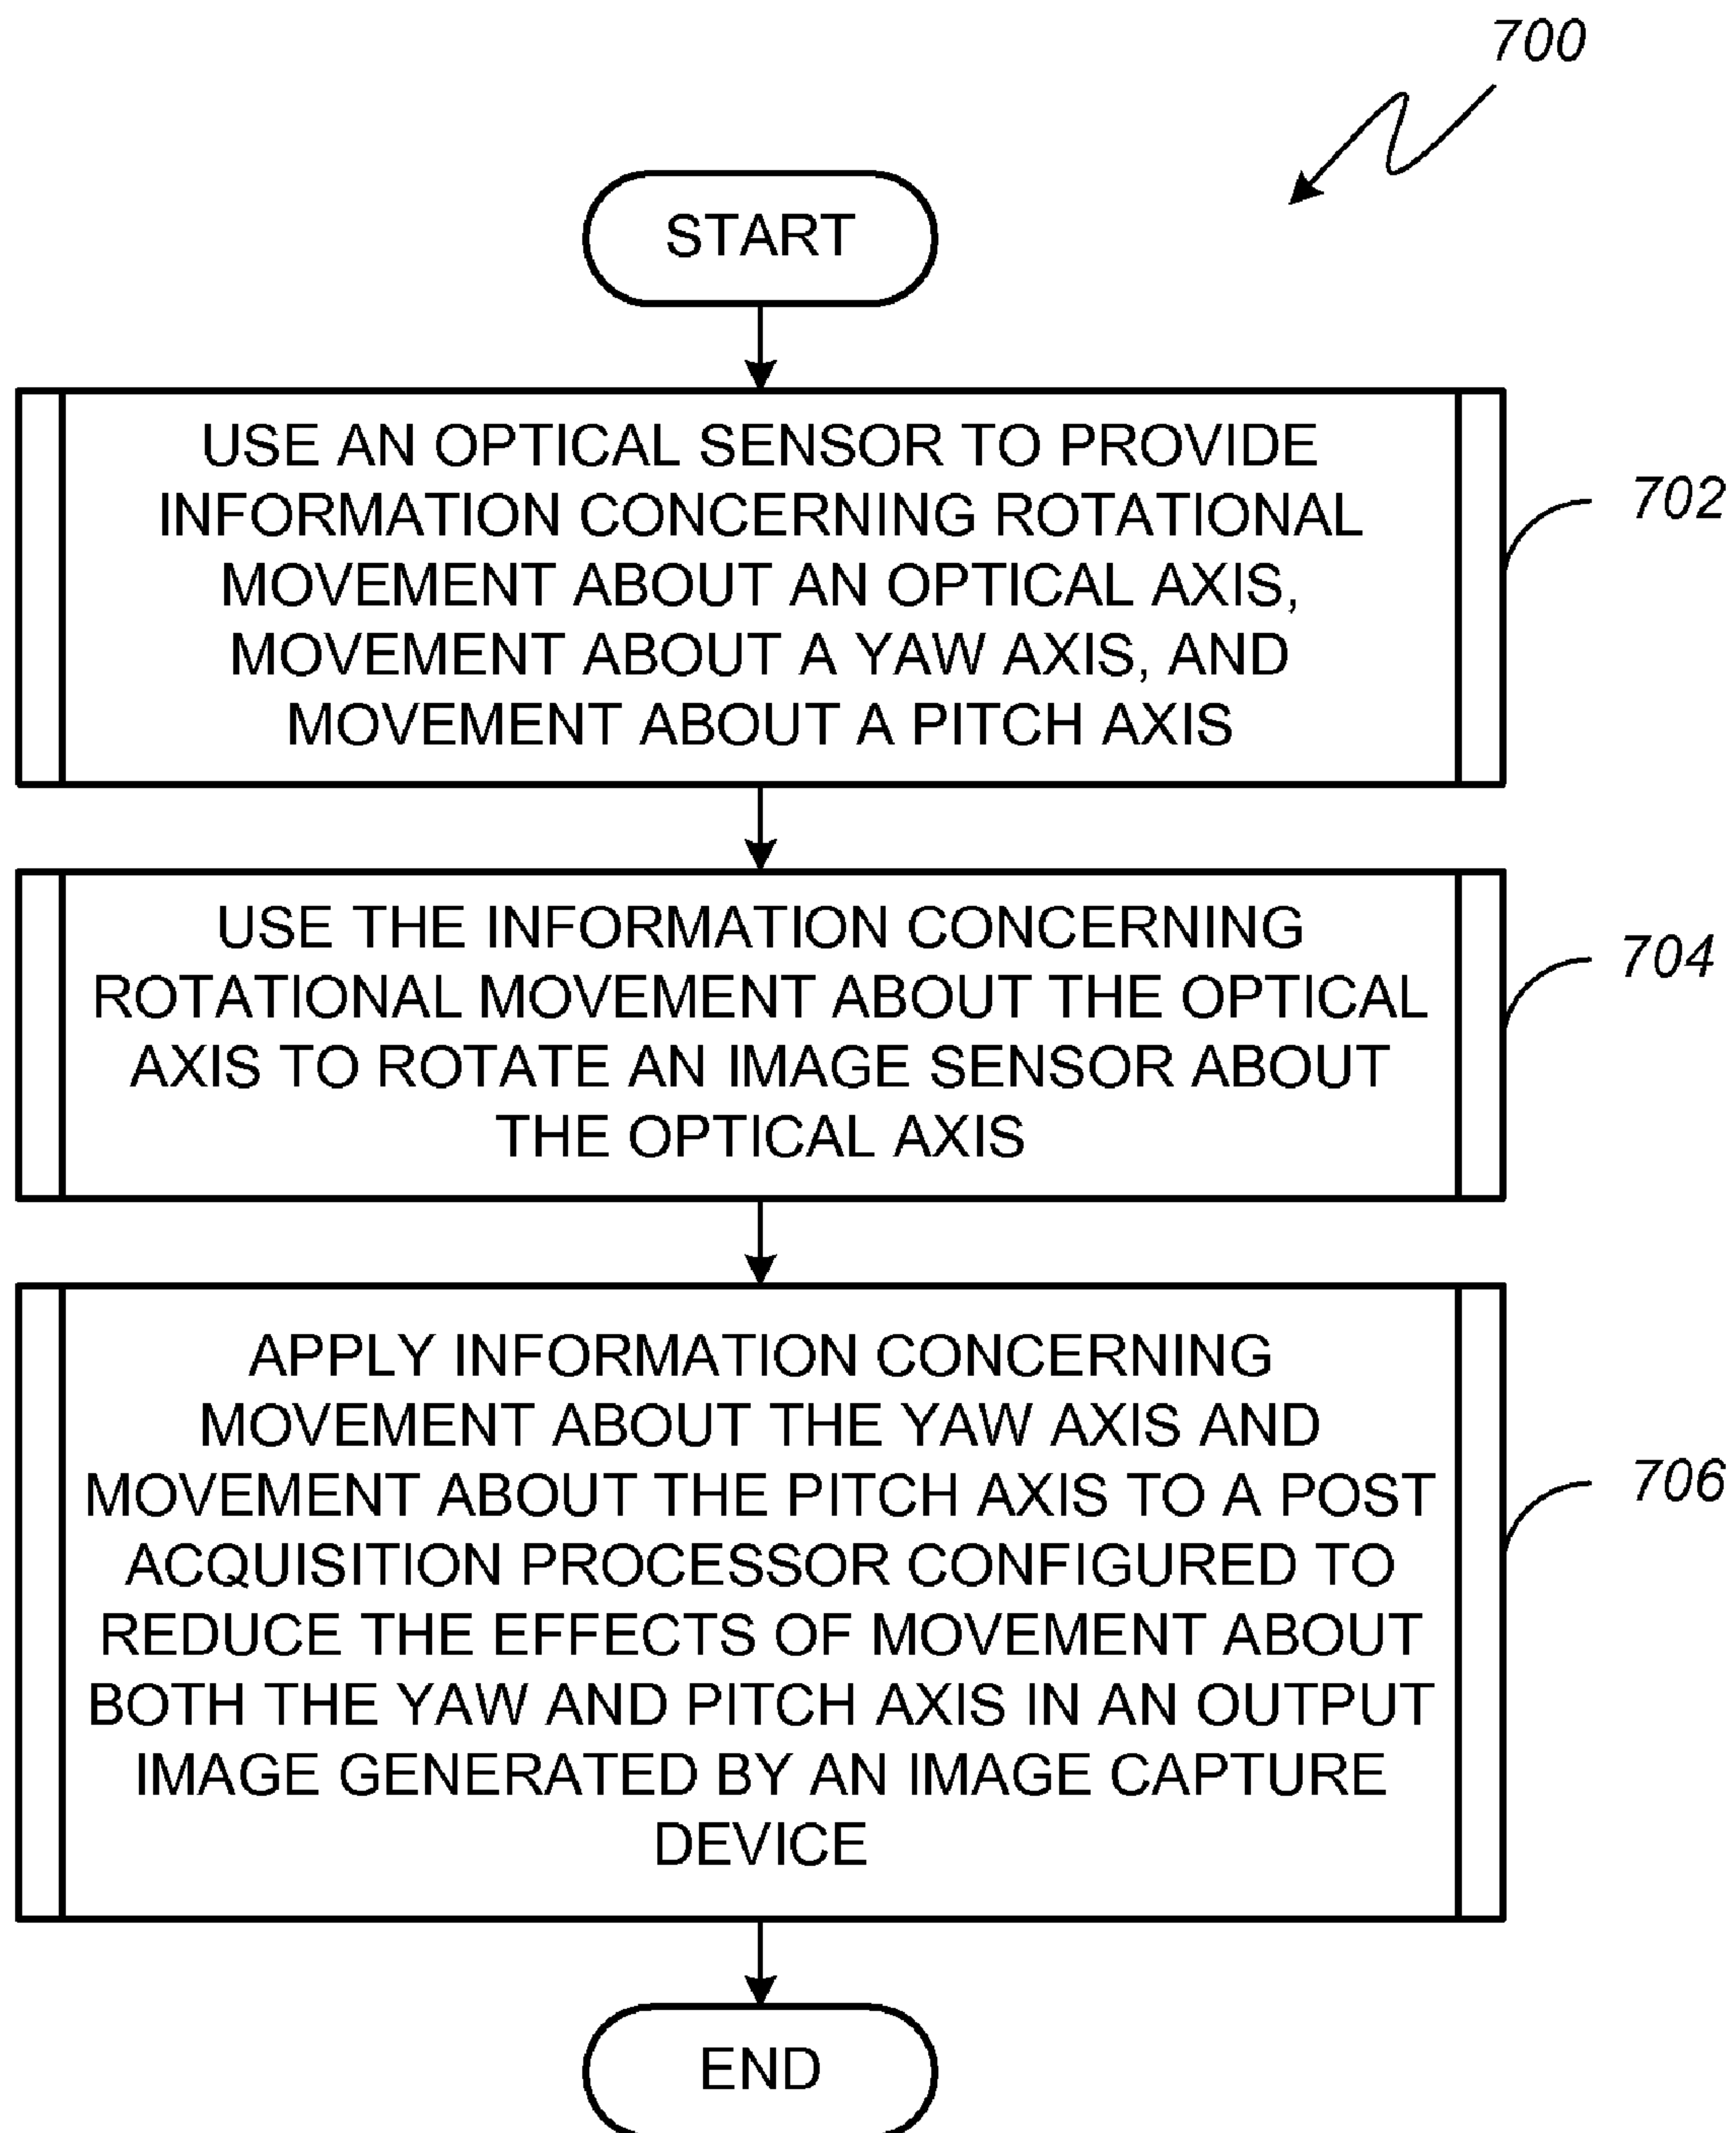 700
START
USE AN OPTICAL SENSOR TO PROVIDE
INFORMATION CONCERNING ROTATIONAL
MOVEMENT ABOUT AN OPTICAL AXIS,
MOVEMENT ABOUT A YAW AXIS, AND
MOVEMENT ABOUT A PITCH AXIS
702
USE THE INFORMATION CONCERNING
ROTATIONAL MOVEMENT ABOUT THE OPTICAL
AXIS TO ROTATE AN IMAGE SENSOR ABOUT
THE OPTICAL AXIS
704
APPLY INFORMATION CONCERNING
MOVEMENT ABOUT THE YAW AXIS AND
MOVEMENT ABOUT THE PITCH AXIS TO A POST
ACQUISITION PROCESSOR CONFIGURED TO
REDUCE THE EFFECTS OF MOVEMENT ABOUT
BOTH THE YAW AND PITCH AXIS IN AN OUTPUT
IMAGE GENERATED BY AN IMAGE CAPTURE
DEVICE
706
END